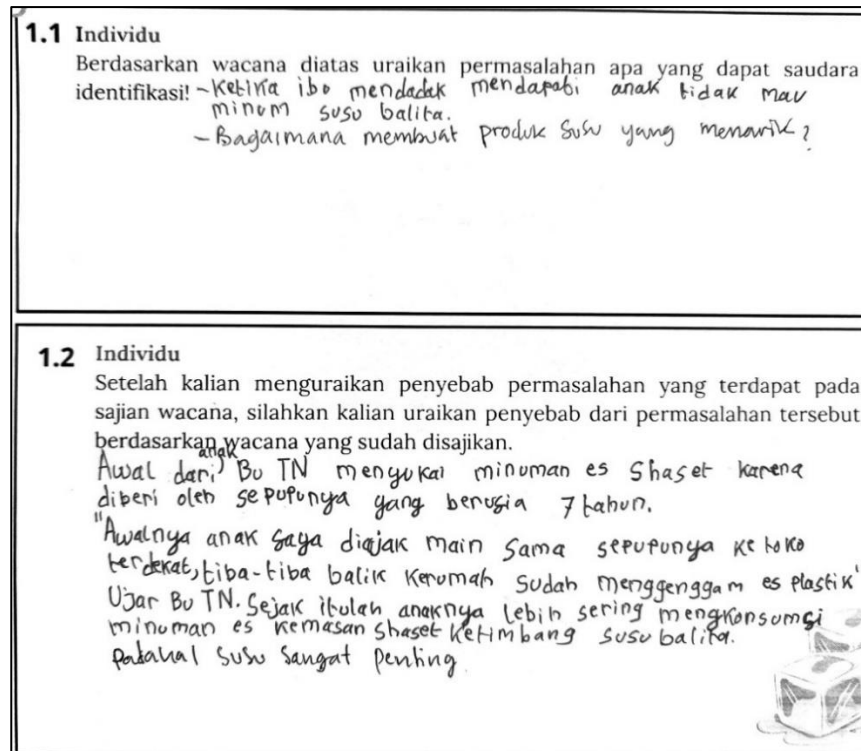 1.1 Individu
Berdasarkan wacana diatas uraikan permasalahan apa yang dapat saudara
identifikasi! - Ketika ibu mendadak mendapati anak tidak mau
minum susu balita.
- Bagaimana membuat produk susu yang menarik?
1.2 Individu
Setelah kalian menguraikan penyebab permasalahan yang terdapat pada
sajian wacana, silahkan kalian uraikan penyebab dari permasalahan tersebut
berdasarkan wacana yang sudah disajikan.
Awal dari anak Bu TN menyukai minuman es shaset karena
diberi oleh sepupunya yang berusia 7 tahun.
"Awalnya anak saya diajak main sama sepupunya ke toko
terdekat, tiba-tiba balik kerumah sudah menggenggam es plastik"
Ujar Bu TN. Sejak itulah anaknya lebih sering mengkonsumsi
minuman es kemasan shaset ketimbang susu balita.
padahal susu sangat penting